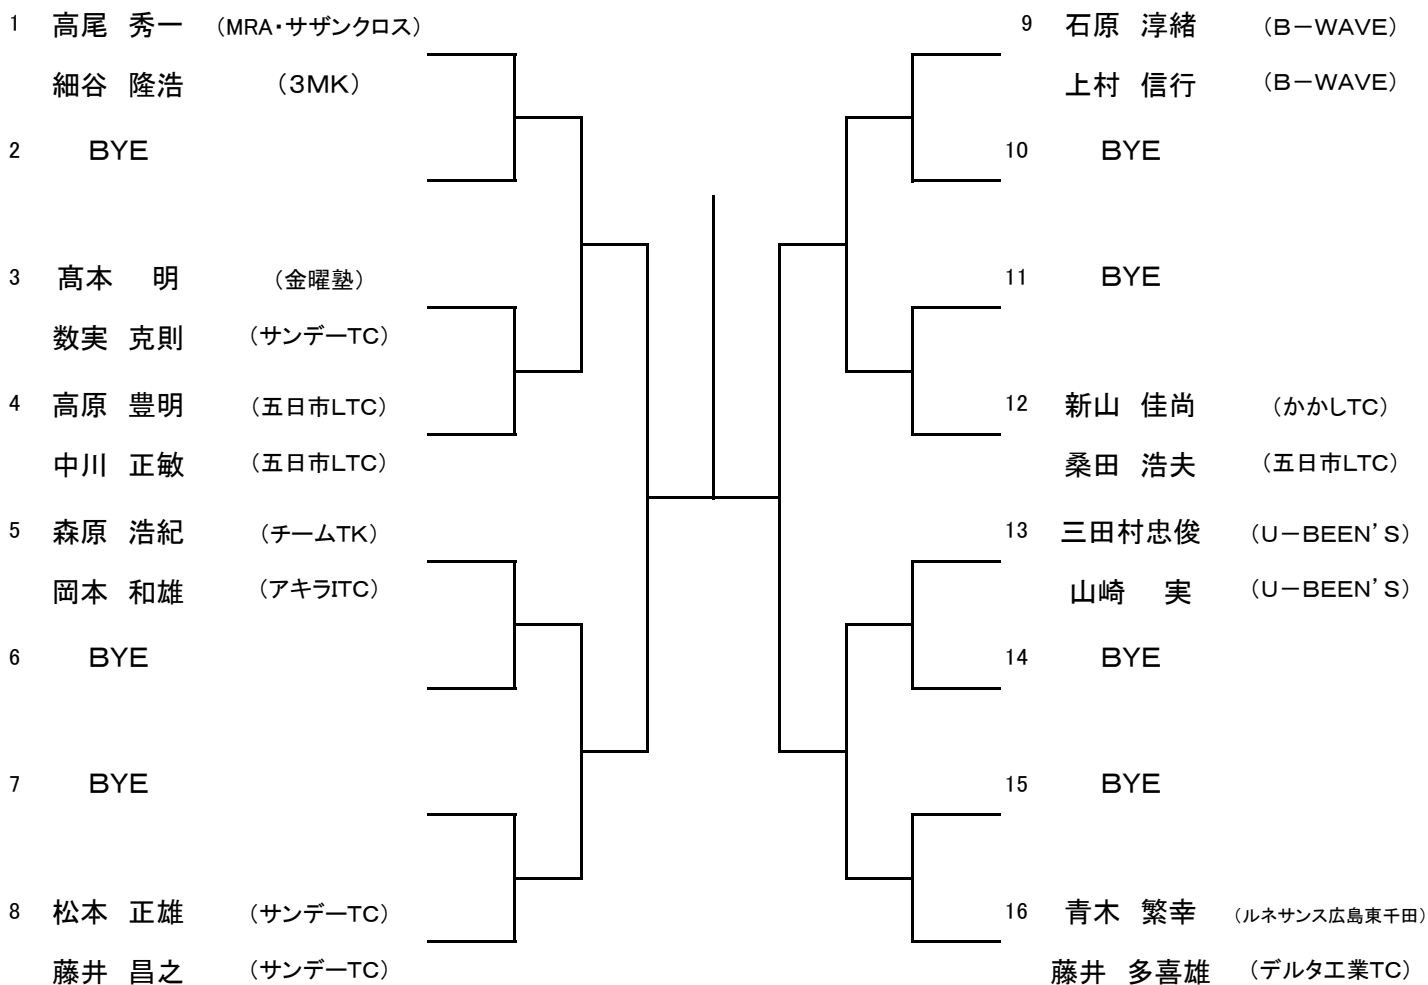 1 高尾 秀一 （MRA・サザンクロス）
細谷 隆浩 （3MK）
2 BYE
3 髙本 明 （金曜塾）
数実 克則 （サンデーTC）
4 高原 豊明 （五日市LTC）
中川 正敏 （五日市LTC）
5 森原 浩紀 （チームTK）
岡本 和雄 （アキラITC）
6 BYE
7 BYE
8 松本 正雄 （サンデーTC）
藤井 昌之 （サンデーTC）
9 石原 淳緒 （B－WAVE）
上村 信行 （B－WAVE）
10 BYE
11 BYE
12 新山 佳尚 （かかしTC）
桑田 浩夫 （五日市LTC）
13 三田村忠俊 （U－BEEN’S）
山崎 実 （U－BEEN’S）
14 BYE
15 BYE
16 青木 繁幸 （ルネサンス広島東千田）
藤井 多喜雄 （デルタ工業TC）